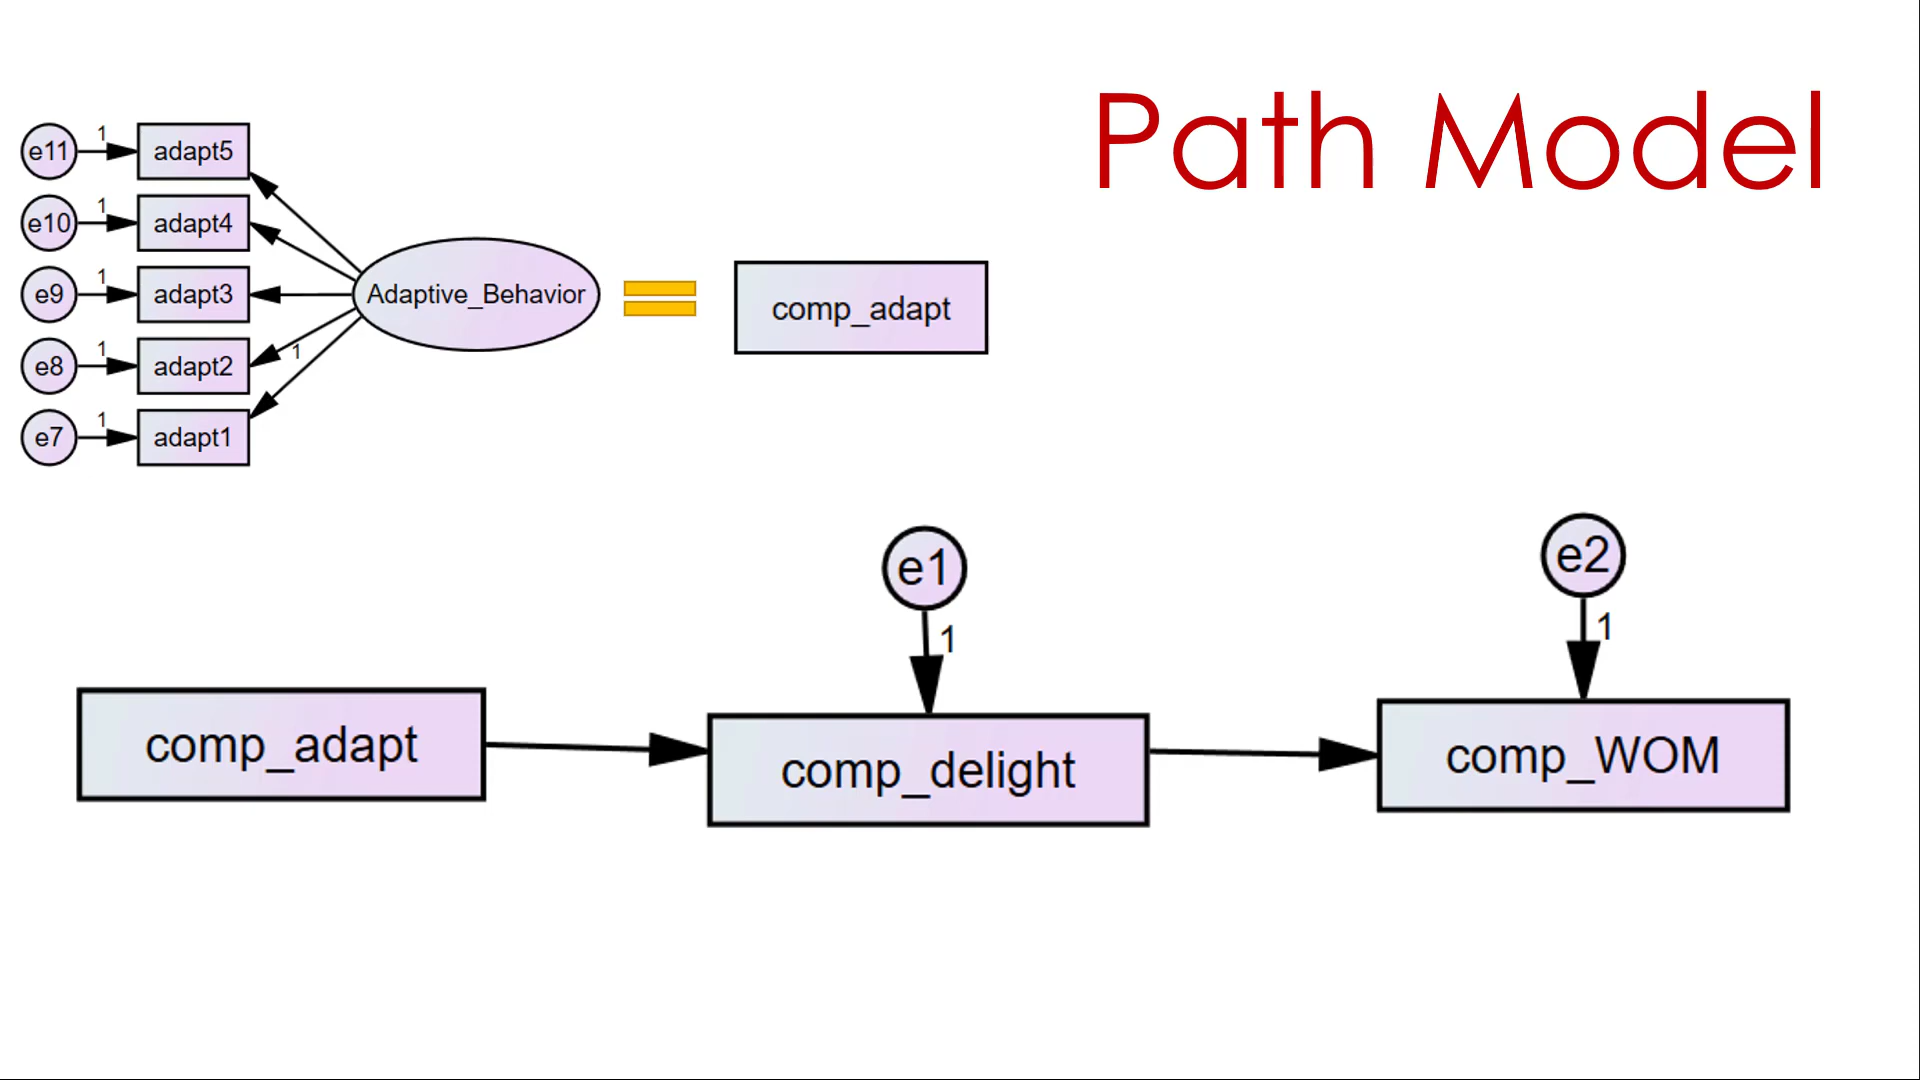 Path Model
e11 1 adapt5
e10 1 adapt4
e9 1 adapt3
e8 1 adapt2
e7 1 adapt1
1
Adaptive_Behavior
comp_adapt
e1
1
e2
1
comp_adapt
comp_delight
comp_WOM